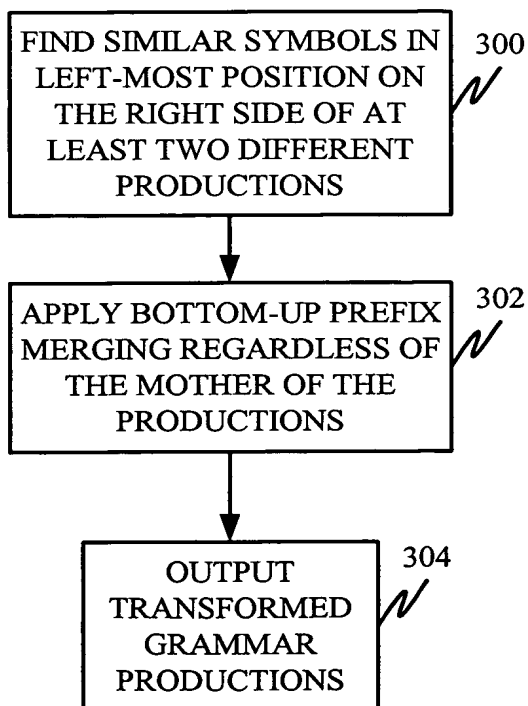 FIND SIMILAR SYMBOLS IN
LEFT-MOST POSITION ON
THE RIGHT SIDE OF AT
LEAST TWO DIFFERENT
PRODUCTIONS
300
APPLY BOTTOM-UP PREFIX
MERGING REGARDLESS OF
THE MOTHER OF THE
PRODUCTIONS
302
OUTPUT
TRANSFORMED
GRAMMAR
PRODUCTIONS
304